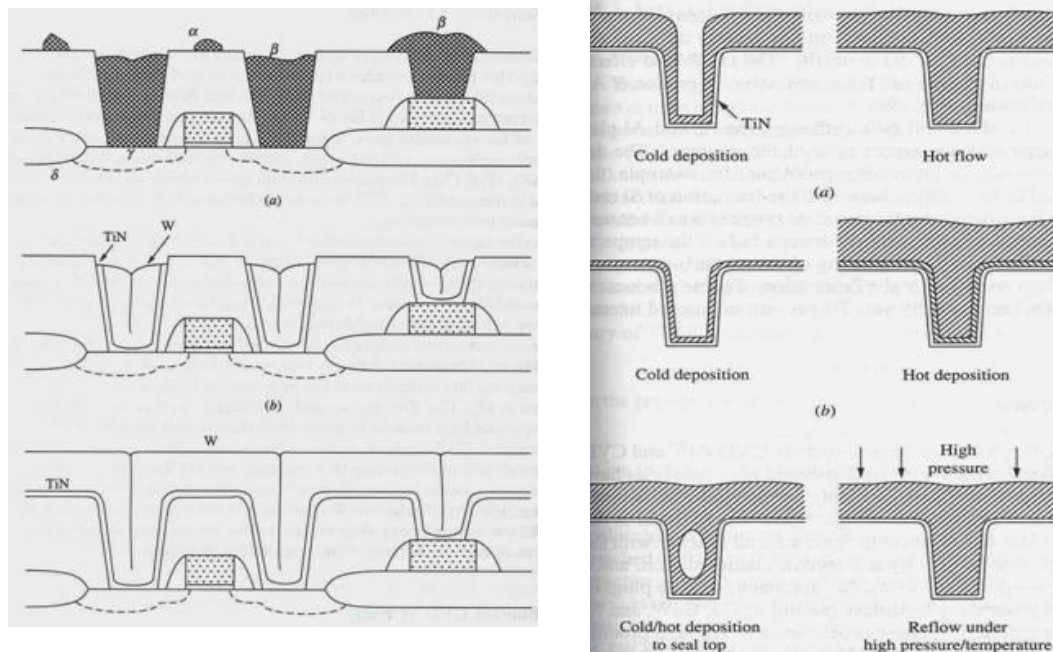 β
α
β
γ
δ
(a)
TiN
W
(b)
W
TiN
TiN
Cold deposition
Hot flow
(a)
Cold deposition
Hot deposition
(b)
High
pressure
Cold/hot deposition
to seal top
Reflow under
high pressure/temperature